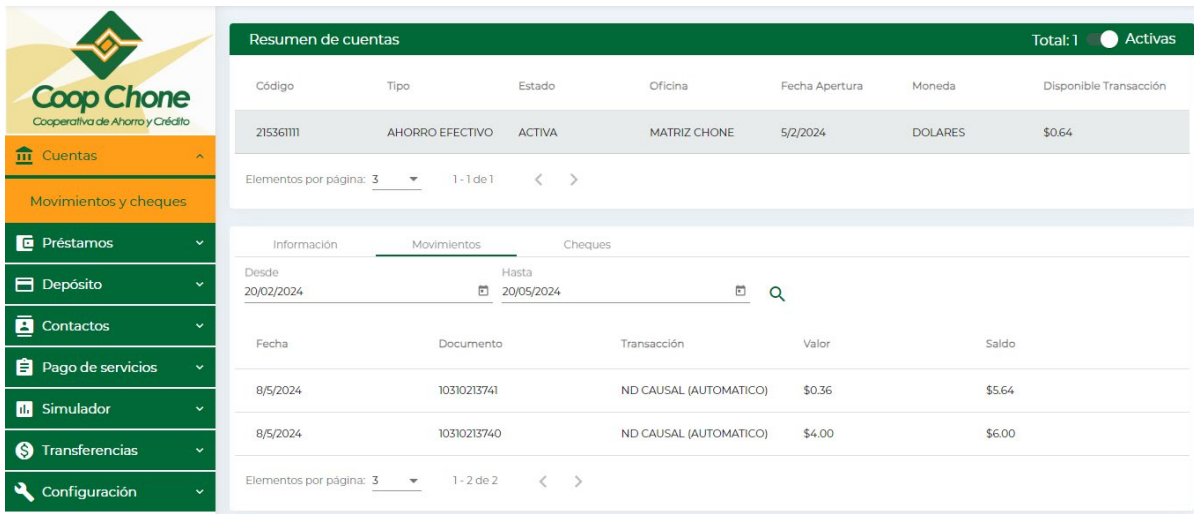 Coop Chone
Cooperativa de Ahorro y Crédito
Cuentas
Movimientos y cheques
Préstamos
Depósito
Contactos
Pago de servicios
Simulador
Transferencias
Configuración
Resumen de cuentas Total: 1 Activas
Código Tipo Estado Oficina Fecha Apertura Moneda Disponible Transacción
215361111 AHORRO EFECTIVO ACTIVA MATRIZ CHONE 5/2/2024 DOLARES $0.64
Elementos por página: 3 1 - 1 de 1
Información Movimientos Cheques
Desde Hasta
20/02/2024 20/05/2024
Fecha Documento Transacción Valor Saldo
8/5/2024 10310213741 ND CAUSAL (AUTOMATICO) $0.36 $5.64
8/5/2024 10310213740 ND CAUSAL (AUTOMATICO) $4.00 $6.00
Elementos por página: 3 1 - 2 de 2